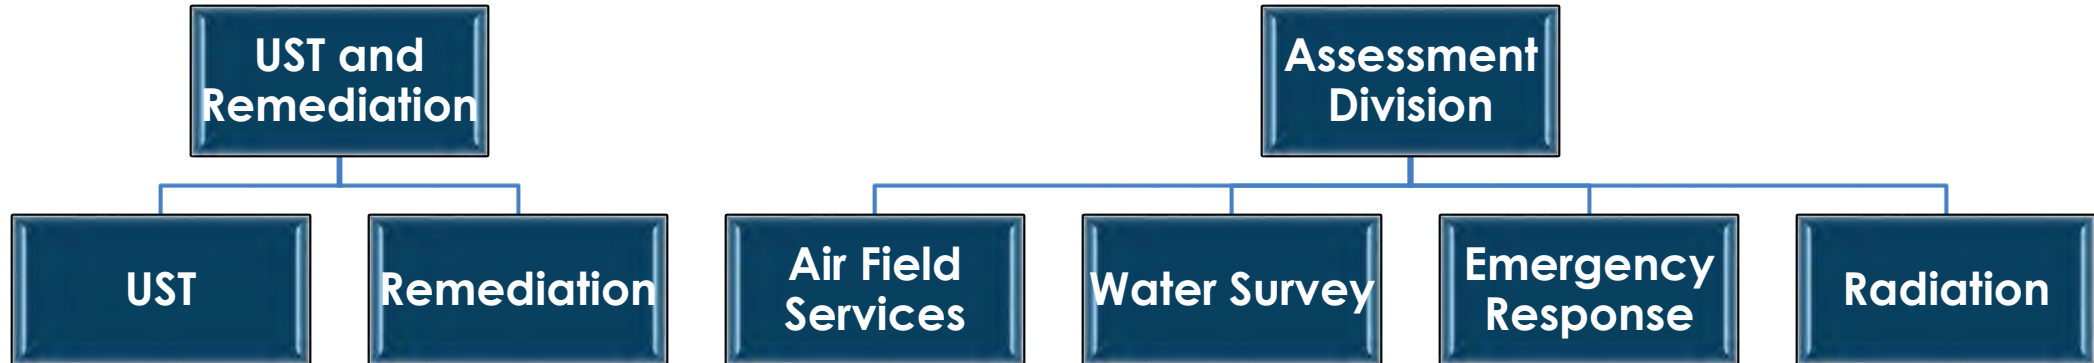 UST and
Remediation
Assessment
Division
UST
Remediation
Air Field
Services
Water Survey
Emergency
Response
Radiation